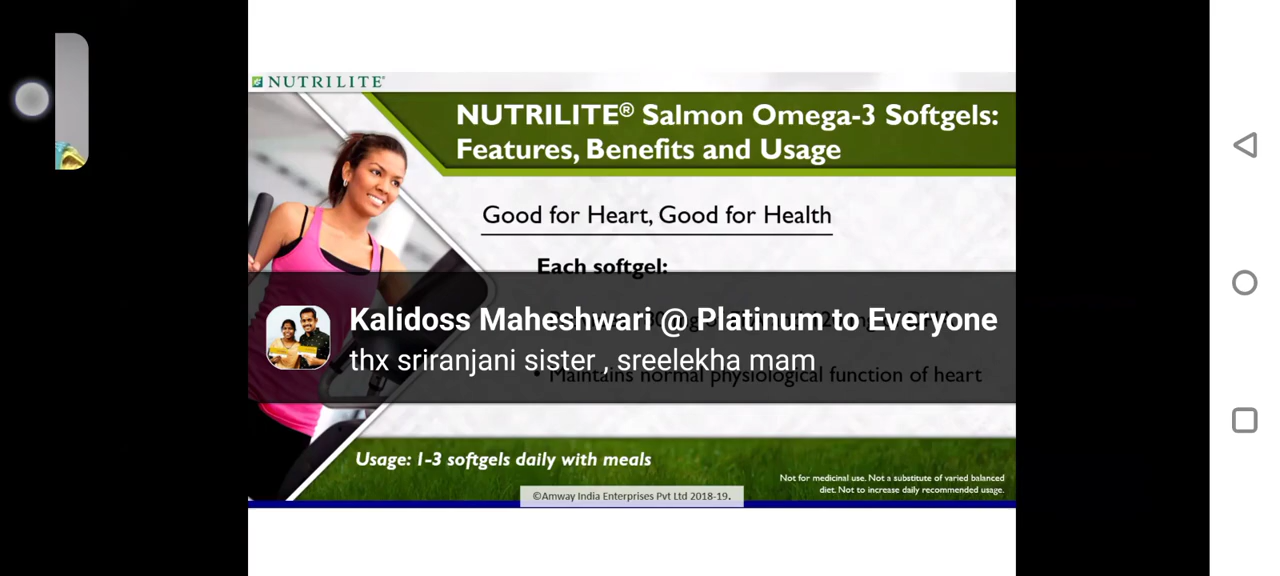 NUTRILITE®
NUTRILITE® Salmon Omega-3 Softgels:
Features, Benefits and Usage
Good for Heart, Good for Health
Each softgel:
Kalidoss Maheshwari @ Platinum to Everyone
thx sriranjani sister , sreelekha mam
• Maintains normal physiological function of heart
Usage: 1-3 softgels daily with meals
Not for medicinal use. Not a substitute of varied balanced
diet. Not to increase daily recommended usage.
©Amway India Enterprises Pvt Ltd 2018-19.